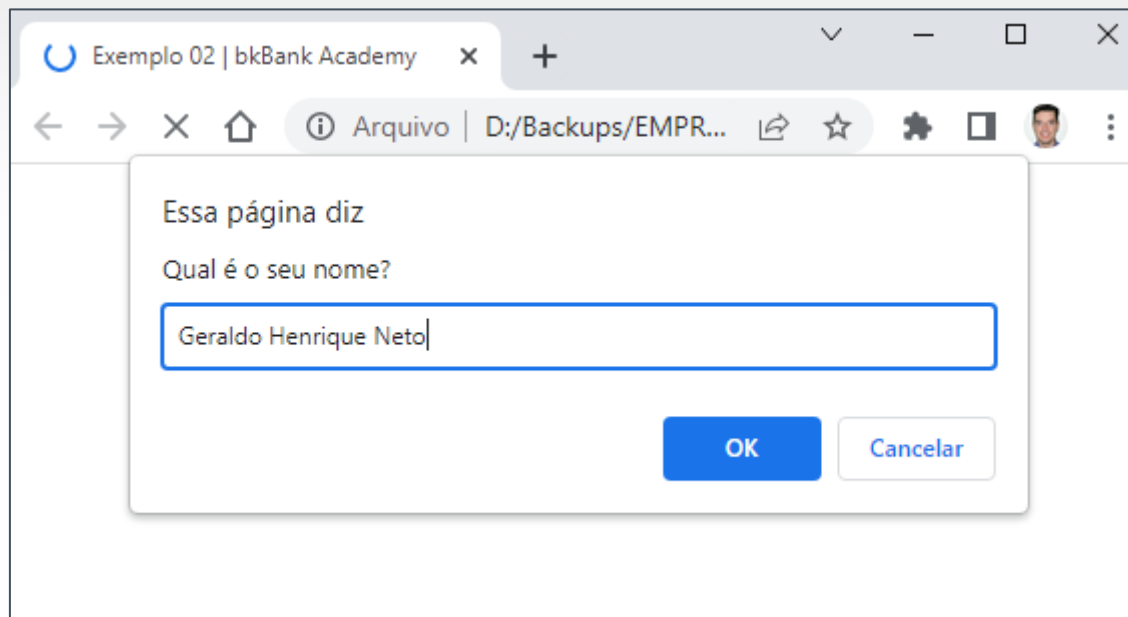 Exemplo 02 | bkBank Academy
Arquivo | D:/Backups/EMPR...
Essa página diz
Qual é o seu nome?
Geraldo Henrique Neto
OK Cancelar